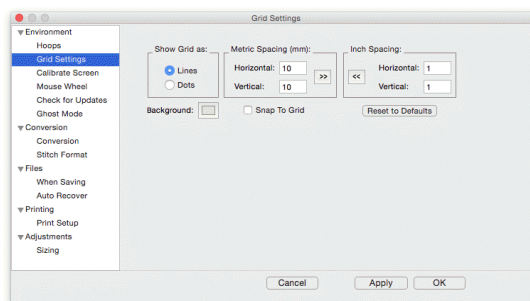 Grid Settings
Environment
Hoops
Grid Settings
Calibrate Screen
Mouse Wheel
Check for Updates
Ghost Mode
Conversion
Conversion
Stitch Format
Files
When Saving
Auto Recover
Printing
Print Setup
Adjustments
Sizing
Show Grid as:
Lines
Dots
Metric Spacing (mm):
Horizontal: 10
Vertical: 10
>>
Inch Spacing:
<<
Horizontal: 1
Vertical: 1
Background:
Snap To Grid
Reset to Defaults
Cancel
Apply
OK